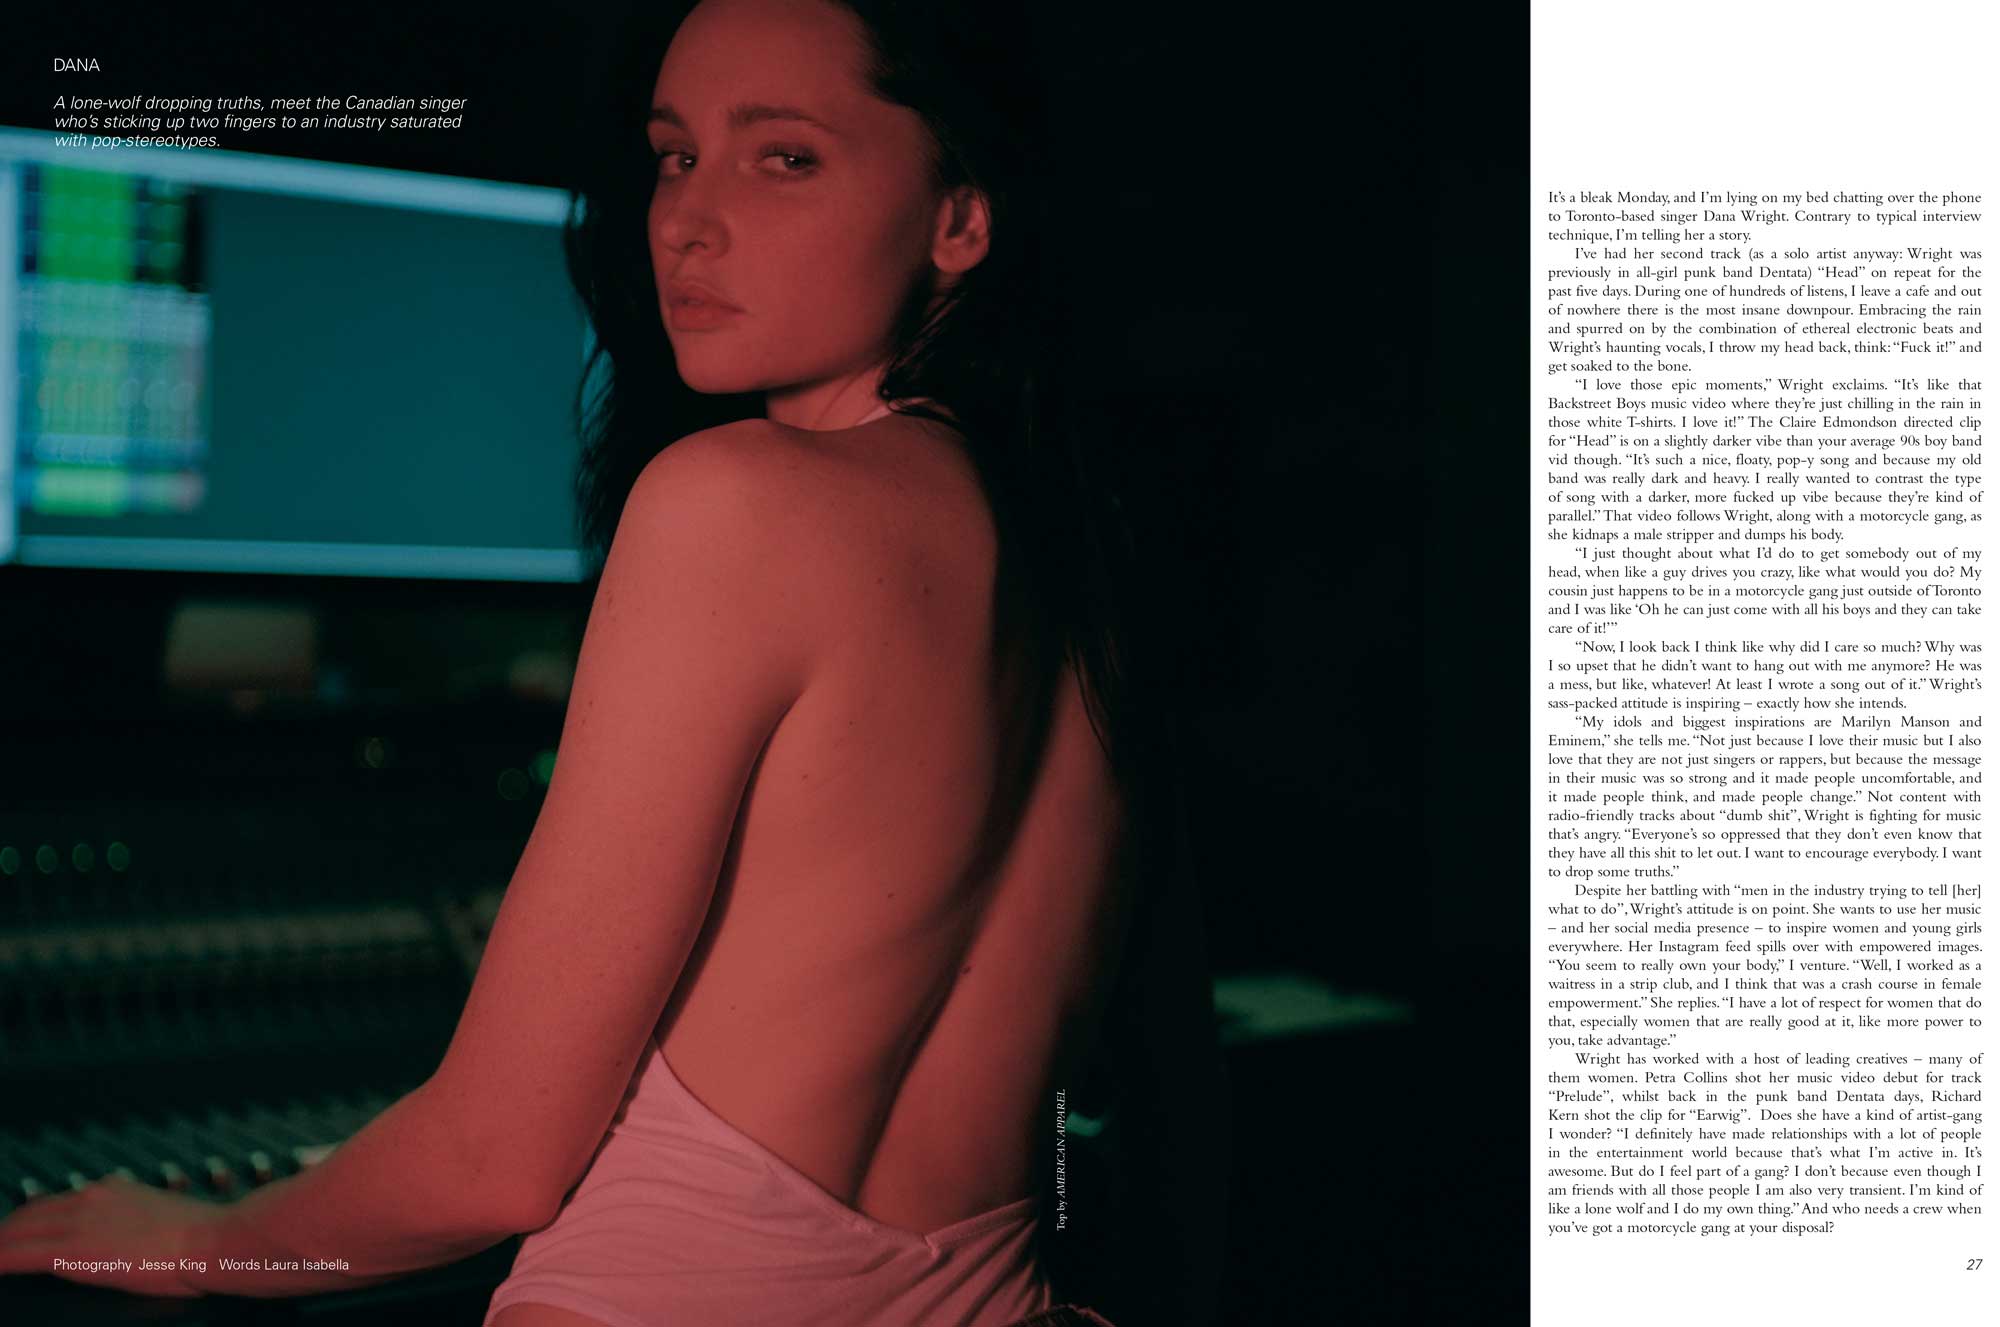 DANA
A lone-wolf dropping truths, meet the Canadian singer
who's sticking up two fingers to an industry saturated
with pop-stereotypes.
Top by AMERICAN APPAREL
Photography Jesse King Words Laura Isabella
It's a bleak Monday, and I'm lying on my bed chatting over the phone
to Toronto-based singer Dana Wright. Contrary to typical interview
technique, I'm telling her a story.
I've had her second track (as a solo artist anyway: Wright was
previously in all-girl punk band Dentata) “Head” on repeat for the
past five days. During one of hundreds of listens, I leave a cafe and out
of nowhere there is the most insane downpour. Embracing the rain
and spurred on by the combination of ethereal electronic beats and
Wright's haunting vocals, I throw my head back, think: “Fuck it!” and
get soaked to the bone.
“I love those epic moments,” Wright exclaims. “It's like that
Backstreet Boys music video where they're just chilling in the rain in
those white T-shirts. I love it!” The Claire Edmondson directed clip
for “Head” is on a slightly darker vibe than your average 90s boy band
vid though. “It's such a nice, floaty, pop-y song and because my old
band was really dark and heavy. I really wanted to contrast the type
of song with a darker, more fucked up vibe because they're kind of
parallel.” That video follows Wright, along with a motorcycle gang, as
she kidnaps a male stripper and dumps his body.
“I just thought about what I'd do to get somebody out of my
head, when like a guy drives you crazy, like what would you do? My
cousin just happens to be in a motorcycle gang just outside of Toronto
and I was like ‘Oh he can just come with all his boys and they can take
care of it!’”
“Now, I look back I think like why did I care so much? Why was
I so upset that he didn't want to hang out with me anymore? He was
a mess, but like, whatever! At least I wrote a song out of it.” Wright's
sass-packed attitude is inspiring – exactly how she intends.
“My idols and biggest inspirations are Marilyn Manson and
Eminem,” she tells me. “Not just because I love their music but I also
love that they are not just singers or rappers, but because the message
in their music was so strong and it made people uncomfortable, and
it made people think, and made people change.” Not content with
radio-friendly tracks about “dumb shit”, Wright is fighting for music
that's angry. “Everyone's so oppressed that they don't even know that
they have all this shit to let out. I want to encourage everybody. I want
to drop some truths.”
Despite her battling with “men in the industry trying to tell [her]
what to do”, Wright's attitude is on point. She wants to use her music
– and her social media presence – to inspire women and young girls
everywhere. Her Instagram feed spills over with empowered images.
“You seem to really own your body,” I venture. “Well, I worked as a
waitress in a strip club, and I think that was a crash course in female
empowerment.” She replies. “I have a lot of respect for women that do
that, especially women that are really good at it, like more power to
you, take advantage.”
Wright has worked with a host of leading creatives – many of
them women. Petra Collins shot her music video debut for track
“Prelude”, whilst back in the punk band Dentata days, Richard
Kern shot the clip for “Earwig”. Does she have a kind of artist-gang
I wonder? “I definitely have made relationships with a lot of people
in the entertainment world because that's what I'm active in. It's
awesome. But do I feel part of a gang? I don't because even though I
am friends with all those people I am also very transient. I'm kind of
like a lone wolf and I do my own thing.” And who needs a crew when
you've got a motorcycle gang at your disposal?
27